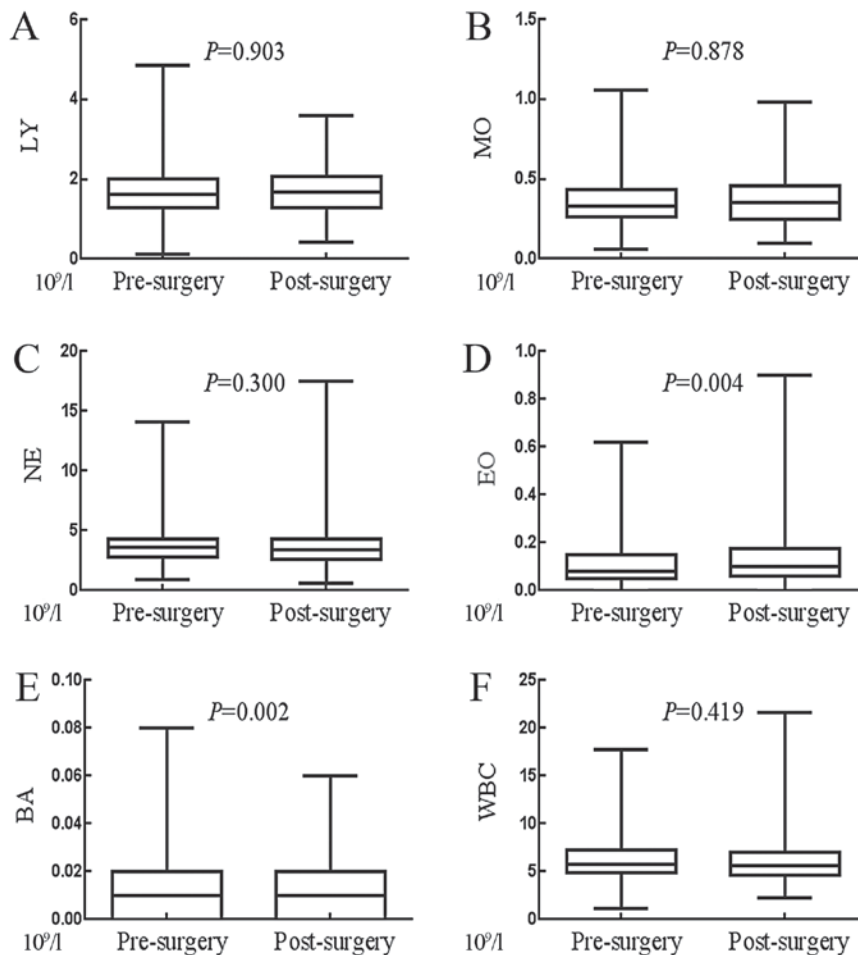 A
B
6
P=0.903
4
LY
2
0
10⁹/l
Pre-surgery
Post-surgery
1.5
P=0.878
1.0
MO
0.5
0.0
10⁹/l
Pre-surgery
Post-surgery
C
20
P=0.300
15
NE
10
5
0
10⁹/l
Pre-surgery
Post-surgery
D
1.0
P=0.004
0.8
0.6
EO
0.4
0.2
0.0
10⁹/l
Pre-surgery
Post-surgery
E
0.10
P=0.002
0.08
0.06
BA
0.04
0.02
0.00
10⁹/l
Pre-surgery
Post-surgery
F
25
P=0.419
20
15
WBC
10
5
0
10⁹/l
Pre-surgery
Post-surgery